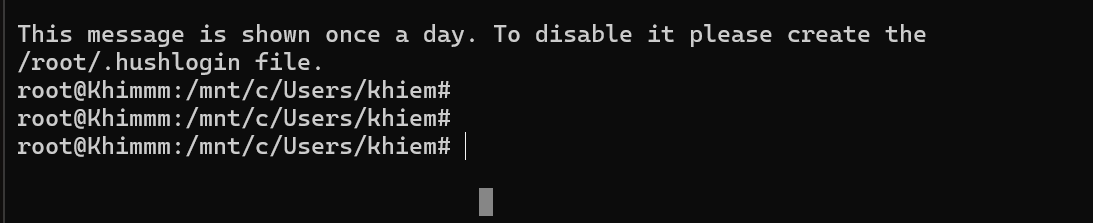 This message is shown once a day. To disable it please create the
/root/.hushlogin file.
root@Khimmm:/mnt/c/Users/khiem#
root@Khimmm:/mnt/c/Users/khiem#
root@Khimmm:/mnt/c/Users/khiem#